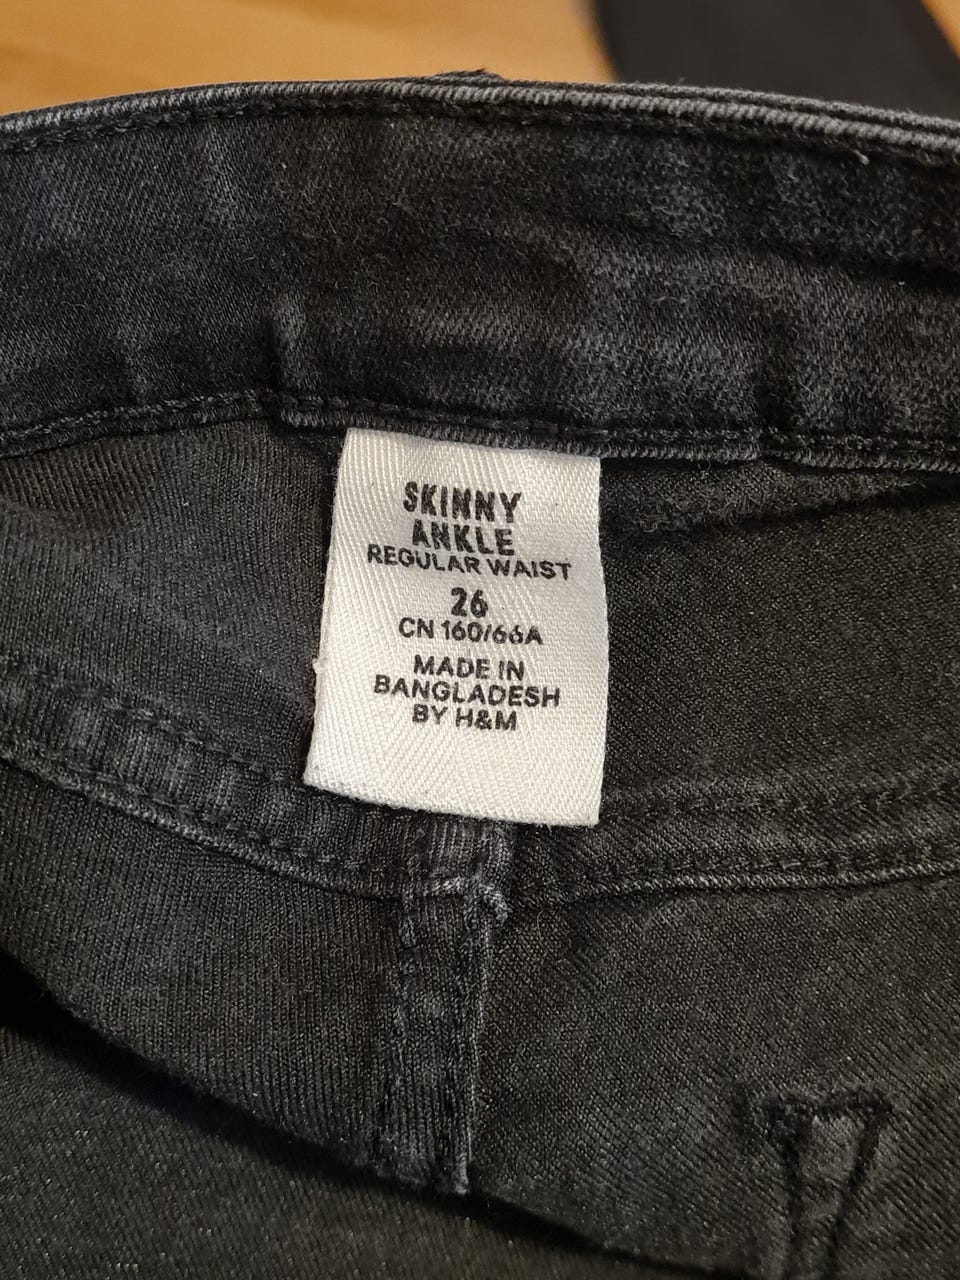 SKINNY
ANKLE
REGULAR WAIST
26
CN 160/66A
MADE IN
BANGLADESH
BY H&M